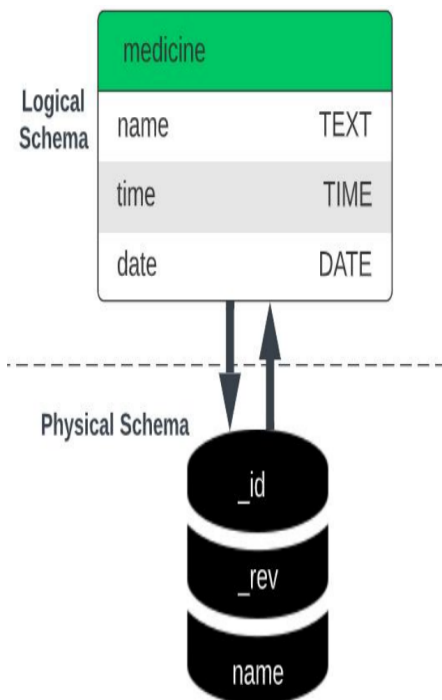 medicine
Logical
Schema
name TEXT
time TIME
date DATE
Physical Schema
_id
_rev
name